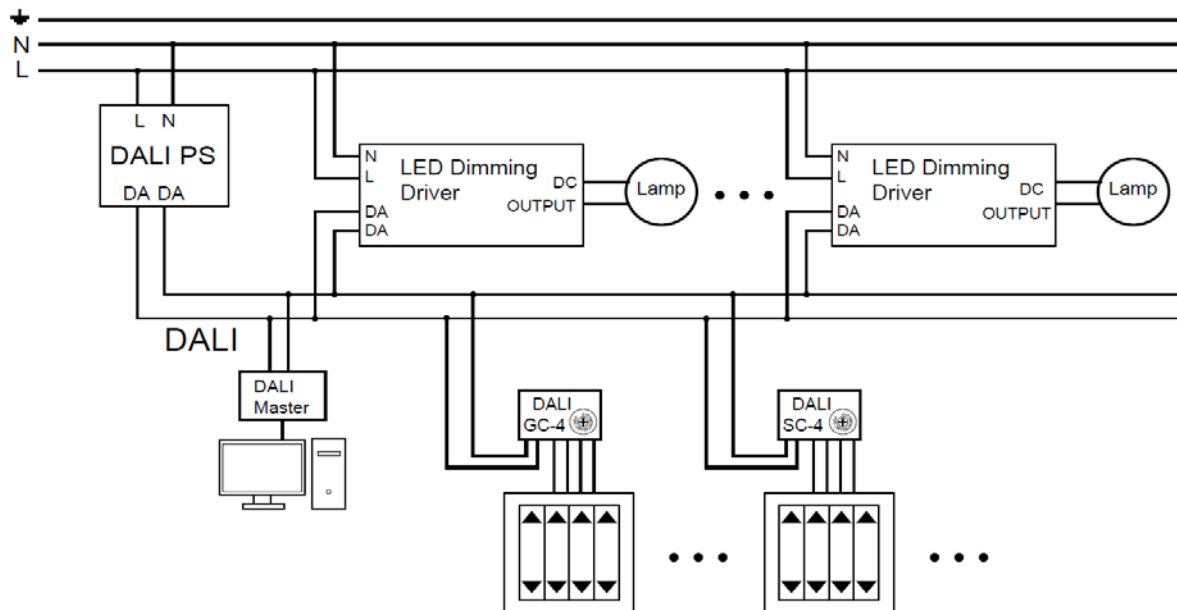 N
L
L N
DALI PS
DA DA
N
L
DA
DA
LED Dimming
Driver
DC
OUTPUT
Lamp
N
L
DA
DA
LED Dimming
Driver
DC
OUTPUT
Lamp
DALI
DALI
Master
DALI
GC-4
DALI
SC-4